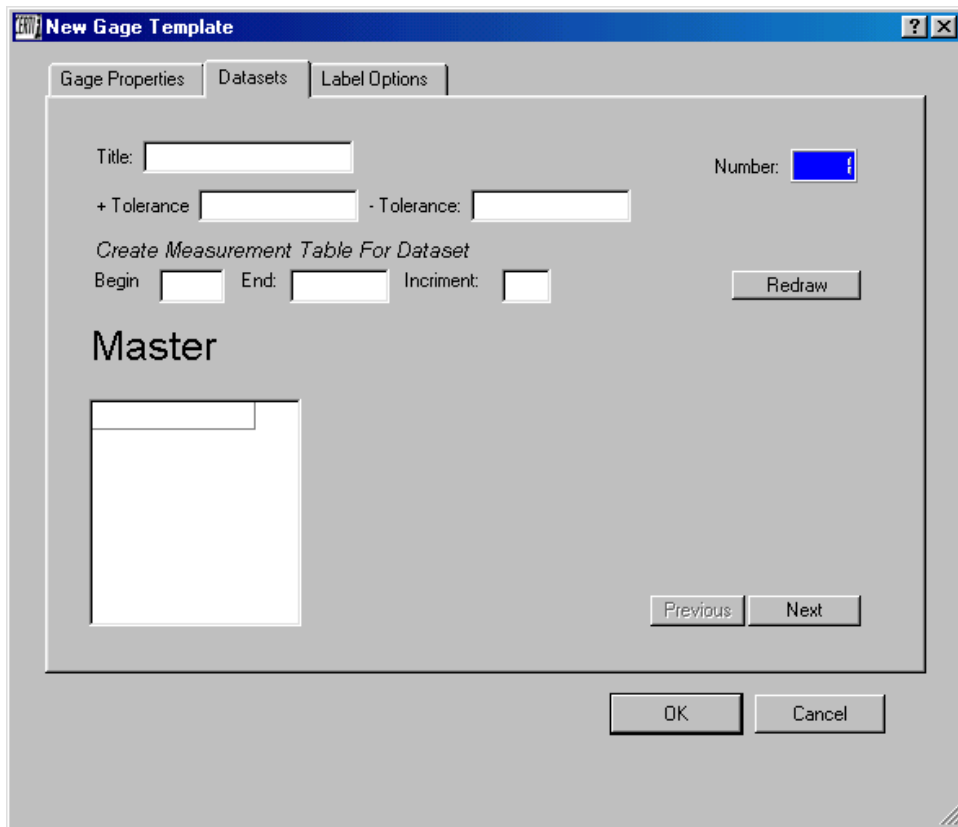 New Gage Template
Gage Properties Datasets Label Options
Title: Number:
+ Tolerance - Tolerance:
Create Measurement Table For Dataset
Begin End: Incriment: Redraw
Master
Previous Next
OK Cancel